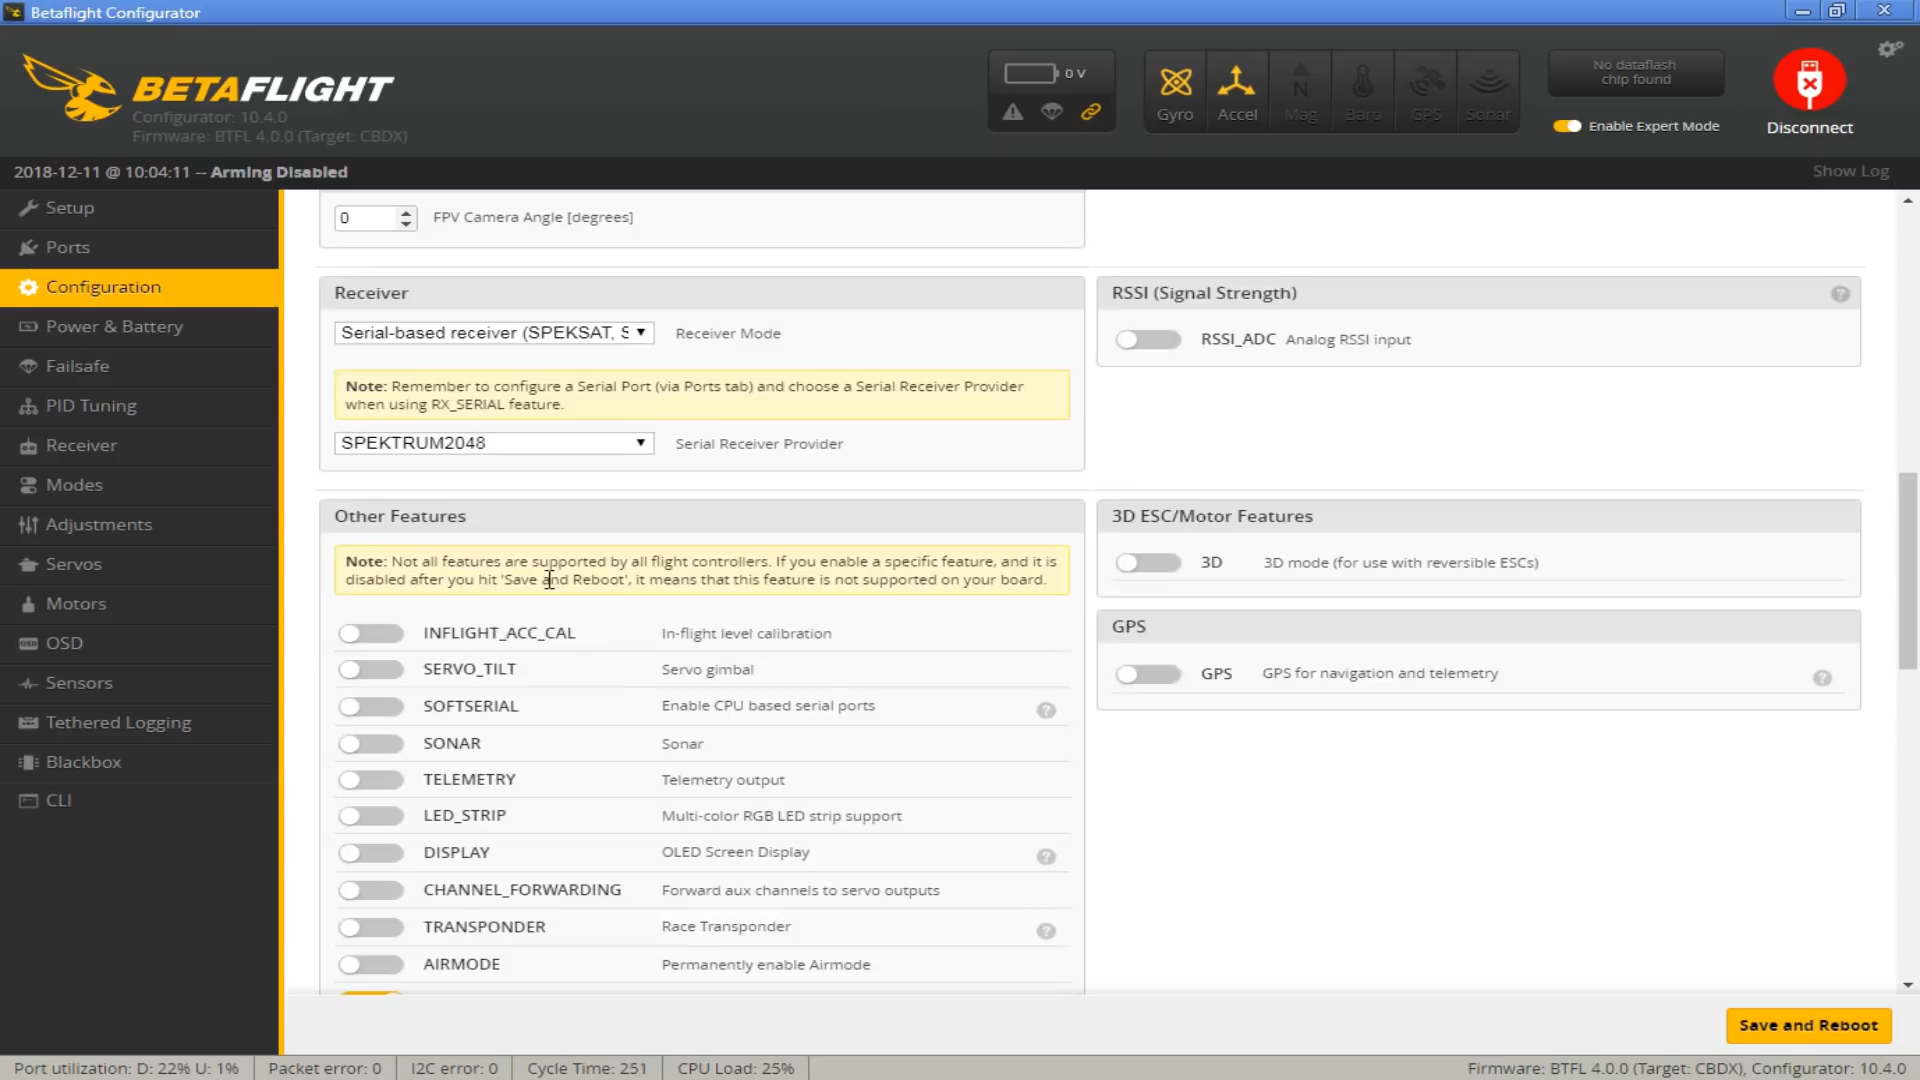 Betaflight Configurator
BETAFLIGHT
Configurator: 10.4.0
Firmware: BTFL 4.0.0 (Target: CBDX)
0 V
Gyro
Accel
Mag
Baro
GPS
Sonar
No dataflash
chip found
Enable Expert Mode
Disconnect
2018-12-11 @ 10:04:11 -- Arming Disabled
Show Log
Setup
Ports
Configuration
Power & Battery
Failsafe
PID Tuning
Receiver
Modes
Adjustments
Servos
Motors
OSD
Sensors
Tethered Logging
Blackbox
CLI
0 FPV Camera Angle [degrees]
Receiver
Serial-based receiver (SPEKSAT, S Receiver Mode
Note: Remember to configure a Serial Port (via Ports tab) and choose a Serial Receiver Provider
when using RX_SERIAL feature.
SPEKTRUM2048 Serial Receiver Provider
RSSI (Signal Strength)
RSSI_ADC Analog RSSI input
Other Features
Note: Not all features are supported by all flight controllers. If you enable a specific feature, and it is
disabled after you hit 'Save and Reboot', it means that this feature is not supported on your board.
INFLIGHT_ACC_CAL In-flight level calibration
SERVO_TILT Servo gimbal
SOFTSERIAL Enable CPU based serial ports
SONAR Sonar
TELEMETRY Telemetry output
LED_STRIP Multi-color RGB LED strip support
DISPLAY OLED Screen Display
CHANNEL_FORWARDING Forward aux channels to servo outputs
TRANSPONDER Race Transponder
AIRMODE Permanently enable Airmode
3D ESC/Motor Features
3D 3D mode (for use with reversible ESCs)
GPS
GPS GPS for navigation and telemetry
Save and Reboot
Port utilization: D: 22% U: 1% Packet error: 0 I2C error: 0 Cycle Time: 251 CPU Load: 25% Firmware: BTFL 4.0.0 (Target: CBDX), Configurator: 10.4.0